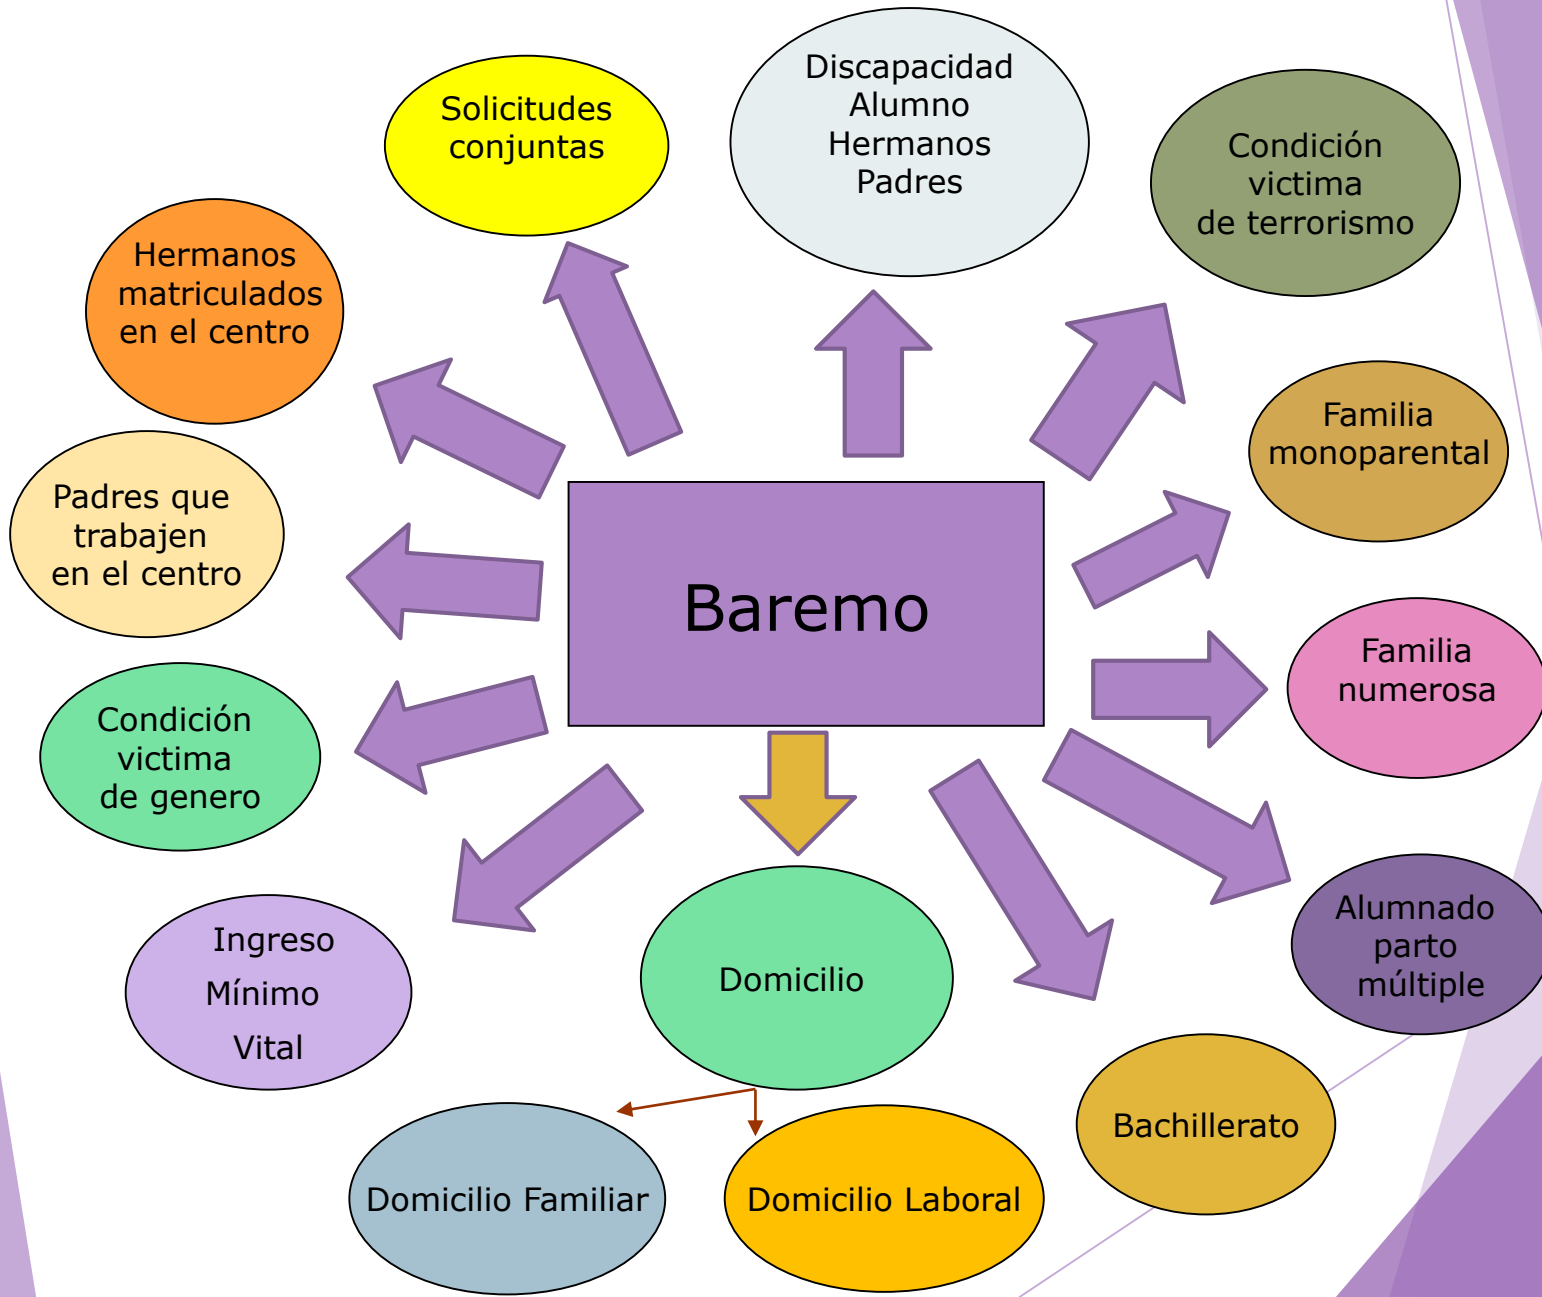 Discapacidad
Alumno
Hermanos
Padres
Solicitudes
conjuntas
Condición
victima
de terrorismo
Hermanos
matriculados
en el centro
Familia
monoparental
Padres que
trabajen
en el centro
Baremo
Familia
numerosa
Condición
victima
de genero
Alumnado
parto
múltiple
Ingreso
Mínimo
Vital
Domicilio
Bachillerato
Domicilio Familiar
Domicilio Laboral